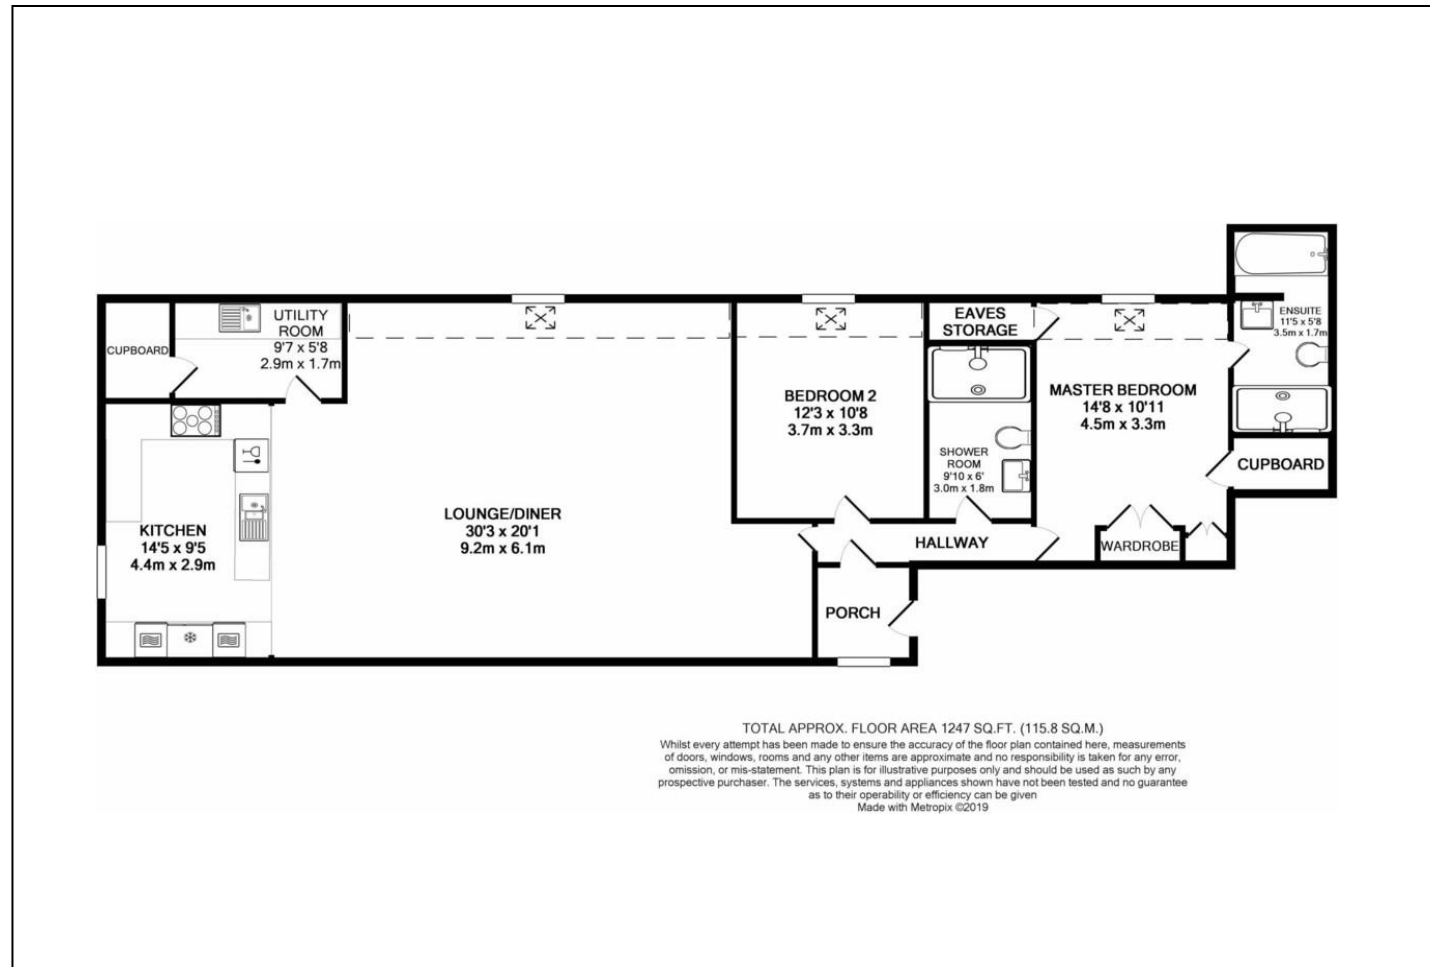 CUPBOARD
UTILITY
ROOM
9'7 x 5'8
2.9m x 1.7m
KITCHEN
14'5 x 9'5
4.4m x 2.9m
LOUNGE/DINER
30'3 x 20'1
9.2m x 6.1m
BEDROOM 2
12'3 x 10'8
3.7m x 3.3m
EAVES
STORAGE
SHOWER
ROOM
9'10 x 6'
3.0m x 1.8m
MASTER BEDROOM
14'8 x 10'11
4.5m x 3.3m
ENSUITE
11'5 x 5'8
3.5m x 1.7m
CUPBOARD
WARDROBE
HALLWAY
PORCH
TOTAL APPROX. FLOOR AREA 1247 SQ.FT. (115.8 SQ.M.)
Whilst every attempt has been made to ensure the accuracy of the floor plan contained here, measurements
of doors, windows, rooms and any other items are approximate and no responsibility is taken for any error,
omission, or mis-statement. This plan is for illustrative purposes only and should be used as such by any
prospective purchaser. The services, systems and appliances shown have not been tested and no guarantee
as to their operability or efficiency can be given
Made with Metropix ©2019